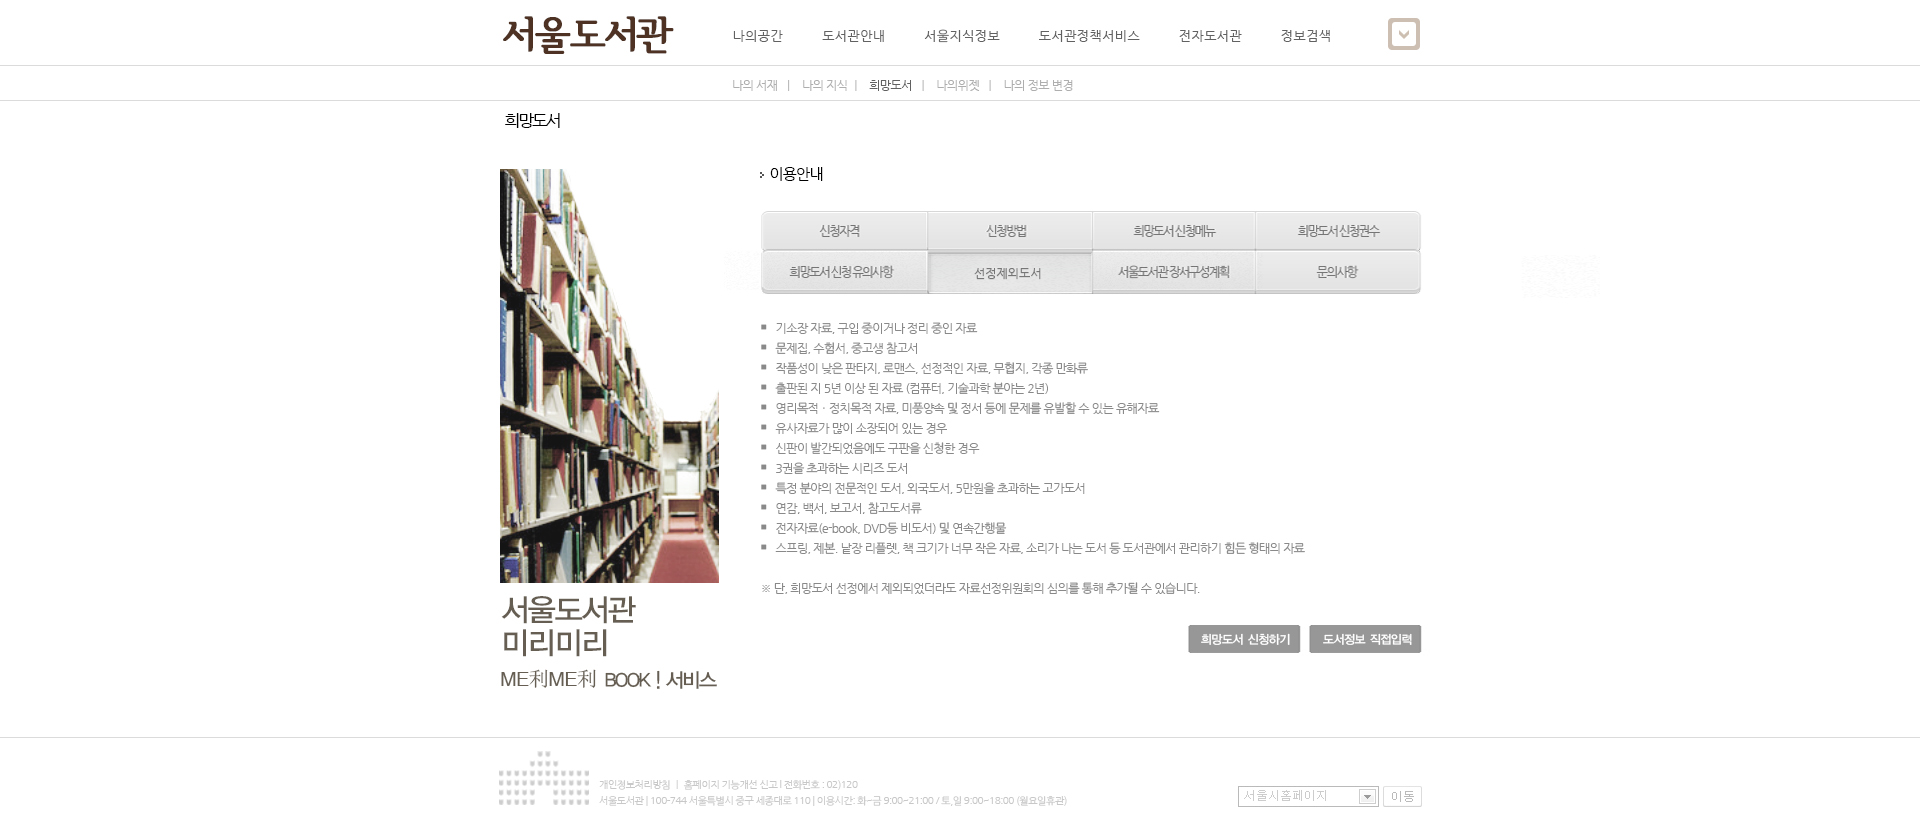 서울도서관
나의공간 도서관안내 서울지식정보 도서관정책서비스 전자도서관 정보검색
나의 서재 | 나의 지식 | 희망도서 | 나의위젯 | 나의 정보 변경
희망도서
이용안내
신청자격 신청방법 희망도서 신청메뉴 희망도서 신청권수
희망도서 신청 유의사항 선정제외도서 서울도서관 장서구성계획 문의사항
■ 기소장 자료, 구입 중이거나 정리 중인 자료
■ 문제집, 수험서, 중고생 참고서
■ 작품성이 낮은 판타지, 로맨스, 선정적인 자료, 무협지, 각종 만화류
■ 출판된 지 5년 이상 된 자료 (컴퓨터, 기술과학 분야는 2년)
■ 영리목적 · 정치목적 자료, 미풍양속 및 정서 등에 문제를 유발할 수 있는 유해자료
■ 유사자료가 많이 소장되어 있는 경우
■ 신판이 발간되었음에도 구판을 신청한 경우
■ 3권을 초과하는 시리즈 도서
■ 특정 분야의 전문적인 도서, 외국도서, 5만원을 초과하는 고가도서
■ 연감, 백서, 보고서, 참고도서류
■ 전자자료(e-book, DVD등 비도서) 및 연속간행물
■ 스프링, 제본. 낱장 리플렛, 책 크기가 너무 작은 자료, 소리가 나는 도서 등 도서관에서 관리하기 힘든 형태의 자료
※ 단, 희망도서 선정에서 제외되었더라도 자료선정위원회의 심의를 통해 추가될 수 있습니다.
희망도서 신청하기 도서정보 직접입력
서울도서관
미리미리
ME利ME利 BOOK ! 서비스
개인정보처리방침 | 홈페이지 기능개선 신고 l 전화번호 : 02)120
서울도서관 | 100-744 서울특별시 중구 세종대로 110 | 이용시간: 화~금 9:00~21:00 / 토,일 9:00~18:00 (월요일휴관)
서울시홈페이지 이동